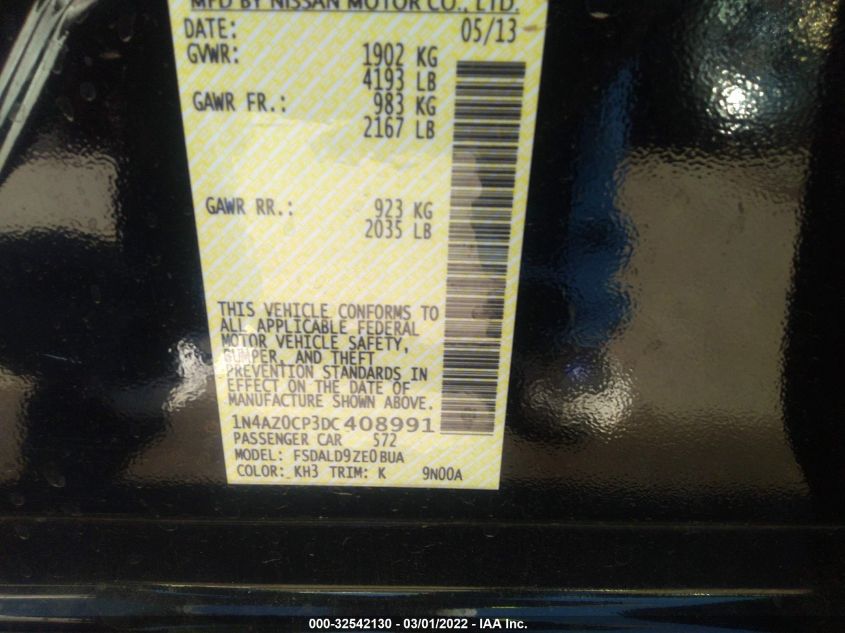 MFD BY NISSAN MOTOR CO., LTD.
DATE: 05/13
GVWR: 1902 KG
4193 LB
GAWR FR.: 983 KG
2167 LB
GAWR RR.: 923 KG
2035 LB
THIS VEHICLE CONFORMS TO
ALL APPLICABLE FEDERAL
MOTOR VEHICLE SAFETY,
BUMPER, AND THEFT
PREVENTION STANDARDS IN
EFFECT ON THE DATE OF
MANUFACTURE SHOWN ABOVE.
1N4AZ0CP3DC408991
PASSENGER CAR S72
MODEL: FSDALD9ZE0BUA
COLOR: KH3 TRIM: K 9N00A
000-32542130 - 03/01/2022 - IAA Inc.